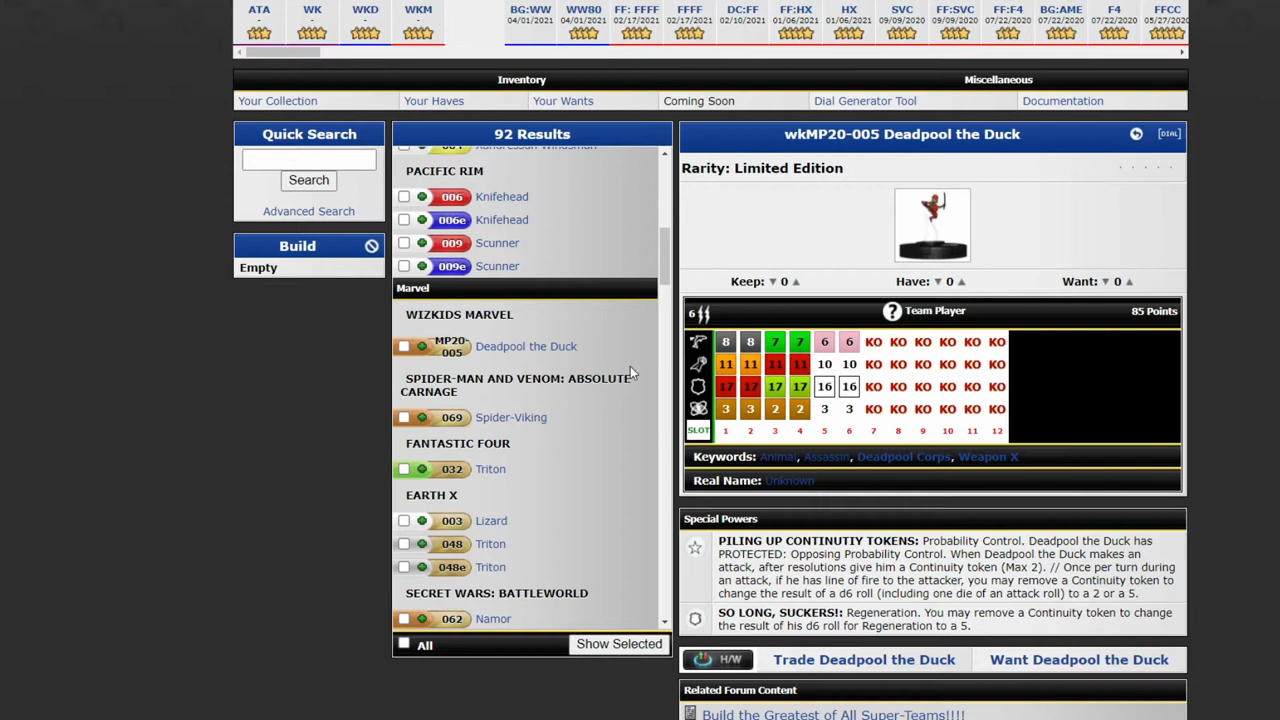 ATA WK WKD WKM BG:WW WW80 FF: FFFF FFFF DC:FF FF:HX HX SVC FF:SVC FF:F4 BG:AME F4 FFCC
- - - - 04/01/2021 04/01/2021 02/17/2021 02/17/2021 02/10/2021 01/06/2021 01/06/2021 09/09/2020 09/09/2020 07/22/2020 07/22/2020 07/22/2020 05/27/2020
Inventory Miscellaneous
Your Collection Your Haves Your Wants Coming Soon Dial Generator Tool Documentation
Quick Search
Search
Advanced Search
Build
Empty
92 Results
PACIFIC RIM
006 Knifehead
006e Knifehead
009 Scunner
009e Scunner
Marvel
WIZKIDS MARVEL
MP20-005 Deadpool the Duck
SPIDER-MAN AND VENOM: ABSOLUTE
CARNAGE
069 Spider-Viking
FANTASTIC FOUR
032 Triton
EARTH X
003 Lizard
048 Triton
048e Triton
SECRET WARS: BATTLEWORLD
062 Namor
All Show Selected
wkMP20-005 Deadpool the Duck [DIAL]
Rarity: Limited Edition
Keep: 0 Have: 0 Want: 0
6 Team Player 85 Points
8 8 7 7 6 6 KO KO KO KO KO KO
11 11 11 11 10 10 KO KO KO KO KO KO
17 17 17 17 16 16 KO KO KO KO KO KO
3 3 2 2 3 3 KO KO KO KO KO KO
SLOT 1 2 3 4 5 6 7 8 9 10 11 12
Keywords: Animal, Assassin, Deadpool Corps, Weapon X
Real Name: Unknown
Special Powers
PILING UP CONTINUTIY TOKENS: Probability Control. Deadpool the Duck has
PROTECTED: Opposing Probability Control. When Deadpool the Duck makes an
attack, after resolutions give him a Continuity token (Max 2). // Once per turn during
an attack, if he has line of fire to the attacker, you may remove a Continuity token to
change the result of a d6 roll (including one die of an attack roll) to a 2 or a 5.
SO LONG, SUCKERS!: Regeneration. You may remove a Continuity token to change
the result of his d6 roll for Regeneration to a 5.
H/W Trade Deadpool the Duck Want Deadpool the Duck
Related Forum Content
Build the Greatest of All Super-Teams!!!!